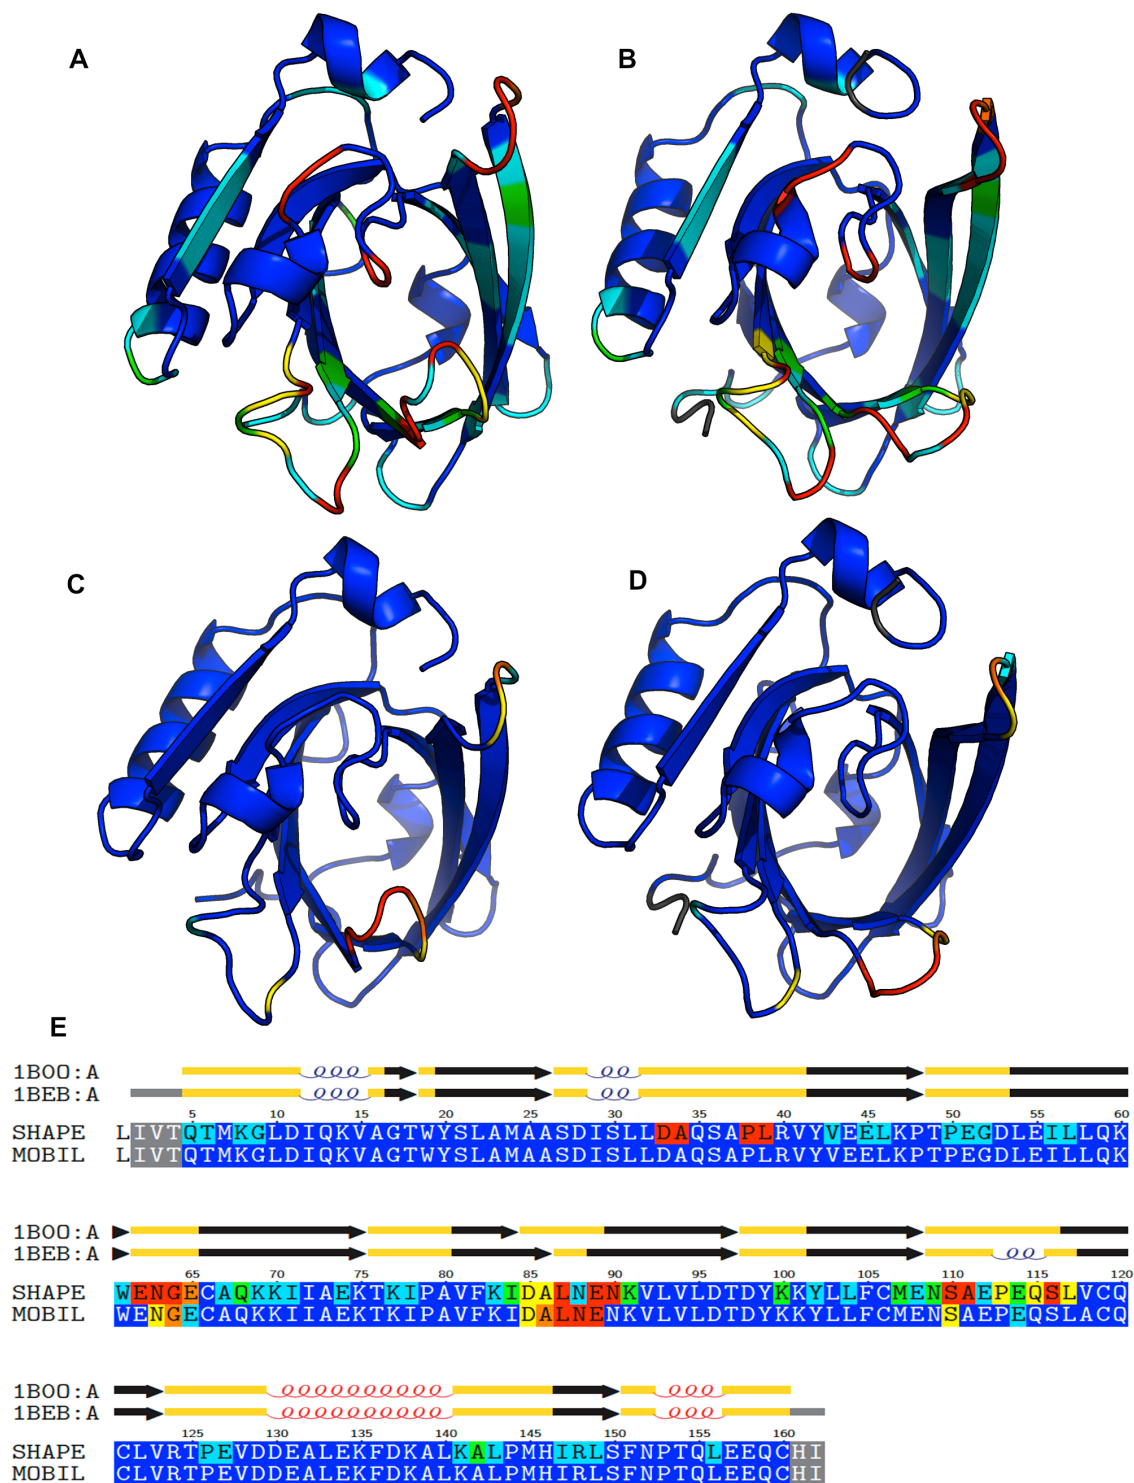 A
B
C
D
E
1BOO:A
1BEB:A
5 10 15 20 25 30 35 40 45 50 55 60
SHAPE LIVTQTMKGLDIQKVAGTWYSLAMAASDISLLDAQSAPLRVYVEELKPTPEGDLEILLQK
MOBIL LIVTQTMKGLDIQKVAGTWYSLAMAASDISLLDAQSAPLRVYVEELKPTPEGDLEILLQK
1BOO:A
1BEB:A
65 70 75 80 85 90 95 100 105 110 115 120
SHAPE WENGECAQKKIIAEKTKIPAVFKIDALNENKVLVLDTDYKKYLLFCMENSAEPEQSLVCQ
MOBIL WENGECAQKKIIAEKTKIPAVFKIDALNENKVLVLDTDYKKYLLFCMENSAEPEQSLACQ
1BOO:A
1BEB:A
125 130 135 140 145 150 155 160
SHAPE CLVRTPEVDDEALEKFDKALKALPMHIRLSFNPTQLEEQCHI
MOBIL CLVRTPEVDDEALEKFDKALKALPMHIRLSFNPTQLEEQCHI